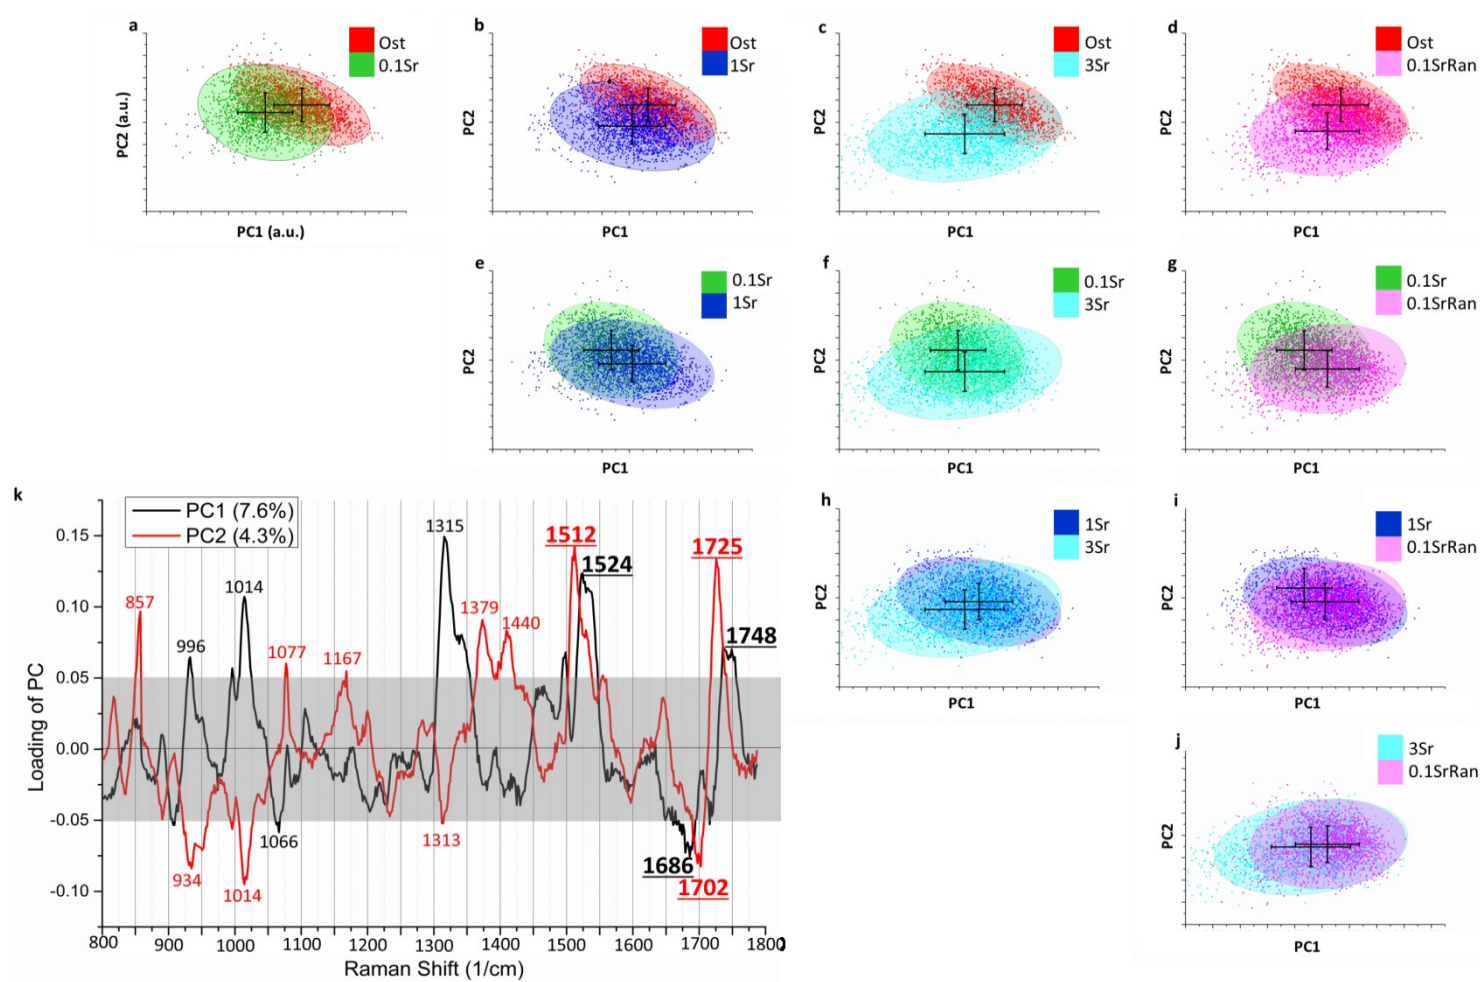 a
Ost
0.1Sr
PC2 (a.u.)
PC1 (a.u.)
b
Ost
1Sr
PC2
PC1
c
Ost
3Sr
PC2
PC1
d
Ost
0.1SrRan
PC2
PC1
e
0.1Sr
1Sr
PC2
PC1
f
0.1Sr
3Sr
PC2
PC1
g
0.1Sr
0.1SrRan
PC2
PC1
h
1Sr
3Sr
PC2
PC1
i
1Sr
0.1SrRan
PC2
PC1
j
3Sr
0.1SrRan
PC2
PC1
k
PC1 (7.6%)
PC2 (4.3%)
Loading of PC
0.15
0.10
0.05
0.00
-0.05
-0.10
857
996
1014
1077
1167
1315
1379
1440
1512
1524
1725
1748
934
1014
1066
1313
1686
1702
800 900 1000 1100 1200 1300 1400 1500 1600 1700 1800
Raman Shift (1/cm)